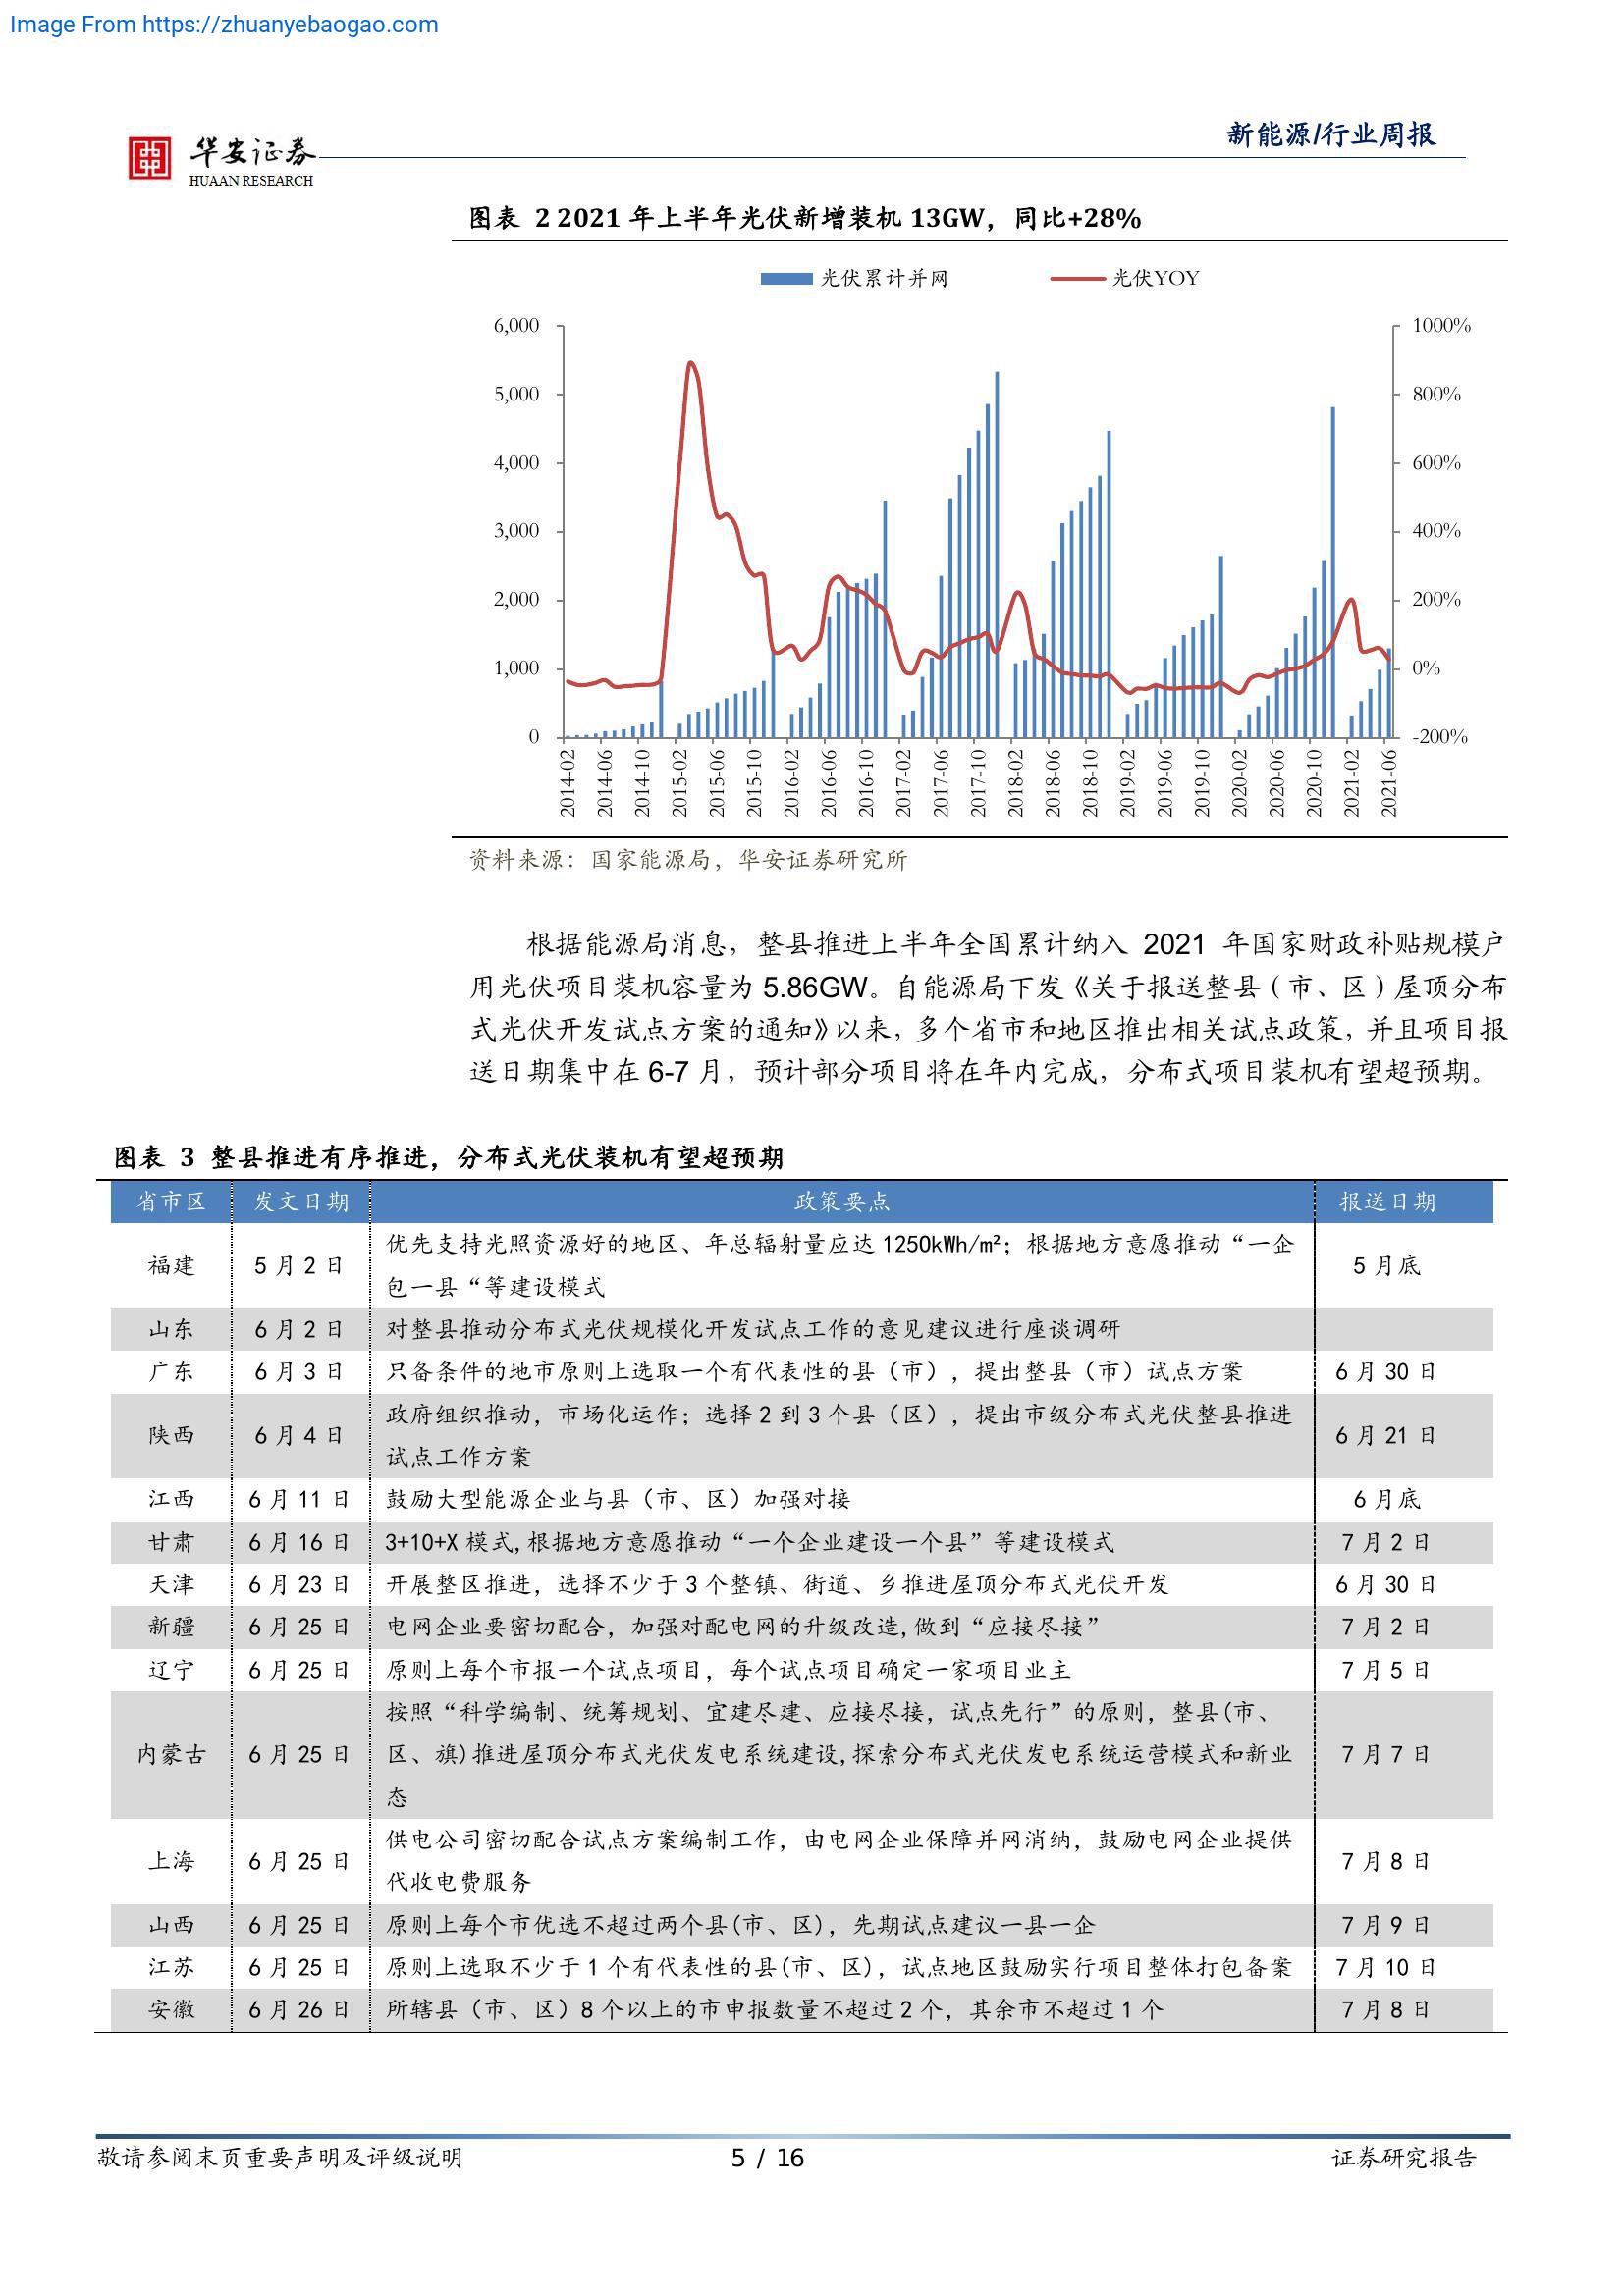 Image From https://zhuanyebaogao.com
华安证券
HUAAN RESEARCH
新能源/行业周报
图表 2 2021 年上半年光伏新增装机 13GW，同比+28%
光伏累计并网 光伏YOY
6,000 1000%
5,000 800%
4,000 600%
3,000 400%
2,000 200%
1,000 0%
0 -200%
2014-02 2014-06 2014-10 2015-02 2015-06 2015-10 2016-02 2016-06 2016-10 2017-02 2017-06 2017-10 2018-02 2018-06 2018-10 2019-02 2019-06 2019-10 2020-02 2020-06 2020-10 2021-02 2021-06
资料来源：国家能源局，华安证券研究所
根据能源局消息，整县推进上半年全国累计纳入 2021 年国家财政补贴规模户
用光伏项目装机容量为 5.86GW。自能源局下发《关于报送整县（市、区）屋顶分布
式光伏开发试点方案的通知》以来，多个省市和地区推出相关试点政策，并且项目报
送日期集中在 6-7 月，预计部分项目将在年内完成，分布式项目装机有望超预期。
图表 3 整县推进有序推进，分布式光伏装机有望超预期
省市区 发文日期 政策要点 报送日期
福建 5 月 2 日 优先支持光照资源好的地区、年总辐射量应达 1250kWh/m²；根据地方意愿推动“一企
包一县“等建设模式 5 月底
山东 6 月 2 日 对整县推动分布式光伏规模化开发试点工作的意见建议进行座谈调研
广东 6 月 3 日 只备条件的地市原则上选取一个有代表性的县（市），提出整县（市）试点方案 6 月 30 日
陕西 6 月 4 日 政府组织推动，市场化运作；选择 2 到 3 个县（区），提出市级分布式光伏整县推进
试点工作方案 6 月 21 日
江西 6 月 11 日 鼓励大型能源企业与县（市、区）加强对接 6 月底
甘肃 6 月 16 日 3+10+X 模式,根据地方意愿推动“一个企业建设一个县”等建设模式 7 月 2 日
天津 6 月 23 日 开展整区推进，选择不少于 3 个整镇、街道、乡推进屋顶分布式光伏开发 6 月 30 日
新疆 6 月 25 日 电网企业要密切配合，加强对配电网的升级改造,做到“应接尽接” 7 月 2 日
辽宁 6 月 25 日 原则上每个市报一个试点项目，每个试点项目确定一家项目业主 7 月 5 日
内蒙古 6 月 25 日 按照“科学编制、统筹规划、宜建尽建、应接尽接，试点先行”的原则，整县(市、
区、旗)推进屋顶分布式光伏发电系统建设,探索分布式光伏发电系统运营模式和新业
态 7 月 7 日
上海 6 月 25 日 供电公司密切配合试点方案编制工作，由电网企业保障并网消纳，鼓励电网企业提供
代收电费服务 7 月 8 日
山西 6 月 25 日 原则上每个市优选不超过两个县(市、区)，先期试点建议一县一企 7 月 9 日
江苏 6 月 25 日 原则上选取不少于 1 个有代表性的县(市、区)，试点地区鼓励实行项目整体打包备案 7 月 10 日
安徽 6 月 26 日 所辖县（市、区）8 个以上的市申报数量不超过 2 个，其余市不超过 1 个 7 月 8 日
敬请参阅末页重要声明及评级说明 5 / 16 证券研究报告